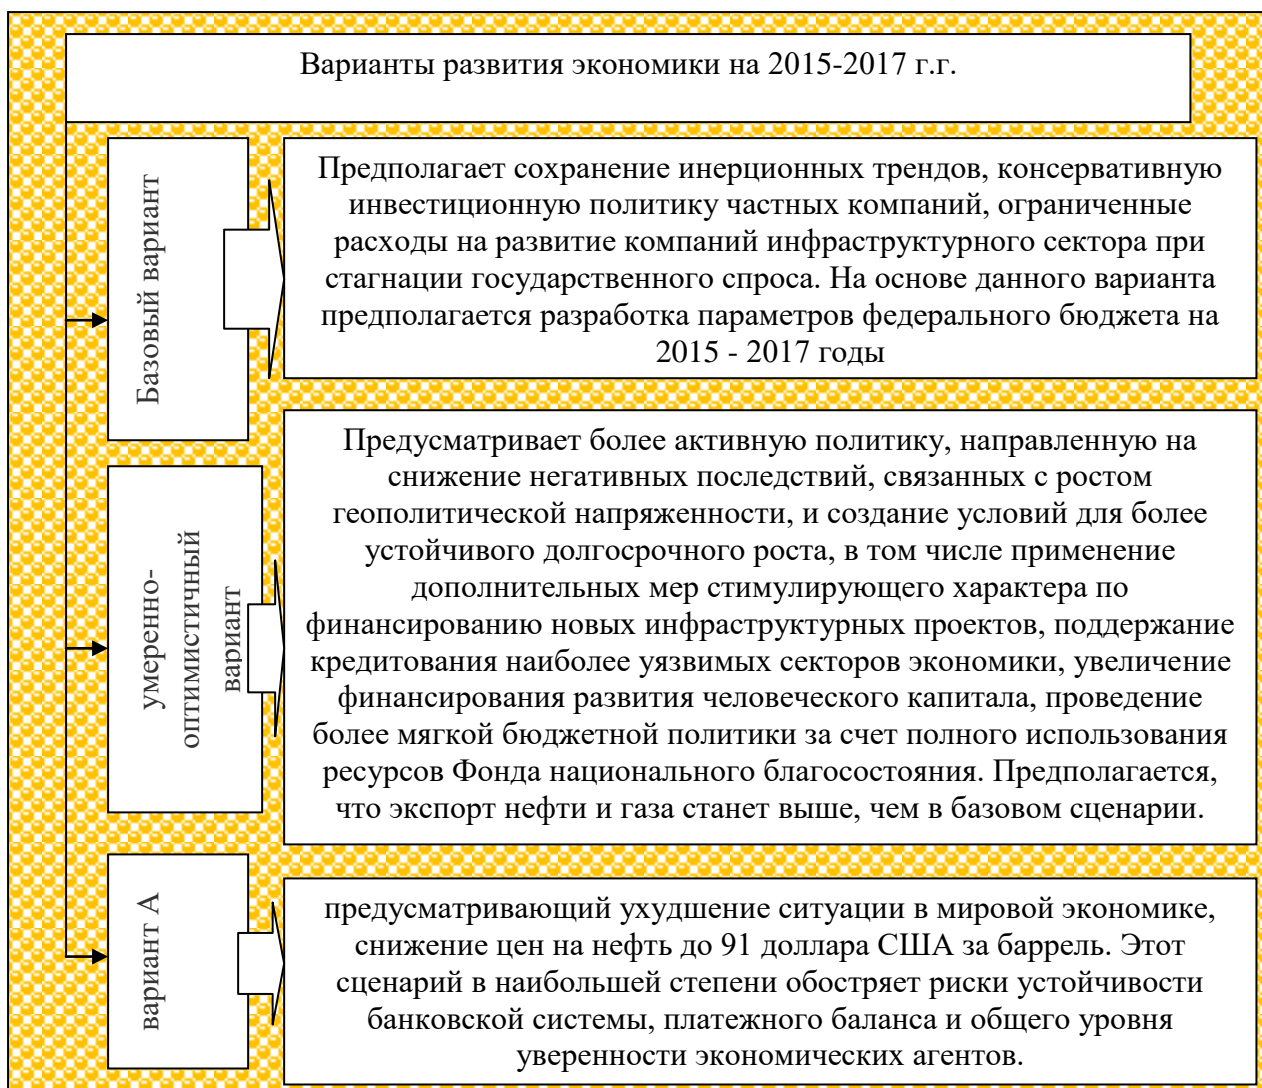 Варианты развития экономики на 2015-2017 г.г.
Базовый вариант
Предполагает сохранение инерционных трендов, консервативную
инвестиционную политику частных компаний, ограниченные
расходы на развитие компаний инфраструктурного сектора при
стагнации государственного спроса. На основе данного варианта
предполагается разработка параметров федерального бюджета на
2015 - 2017 годы
умеренно-
оптимистичный
вариант
Предусматривает более активную политику, направленную на
снижение негативных последствий, связанных с ростом
геополитической напряженности, и создание условий для более
устойчивого долгосрочного роста, в том числе применение
дополнительных мер стимулирующего характера по
финансированию новых инфраструктурных проектов, поддержание
кредитования наиболее уязвимых секторов экономики, увеличение
финансирования развития человеческого капитала, проведение
более мягкой бюджетной политики за счет полного использования
ресурсов Фонда национального благосостояния. Предполагается,
что экспорт нефти и газа станет выше, чем в базовом сценарии.
вариант А
предусматривающий ухудшение ситуации в мировой экономике,
снижение цен на нефть до 91 доллара США за баррель. Этот
сценарий в наибольшей степени обостряет риски устойчивости
банковской системы, платежного баланса и общего уровня
уверенности экономических агентов.